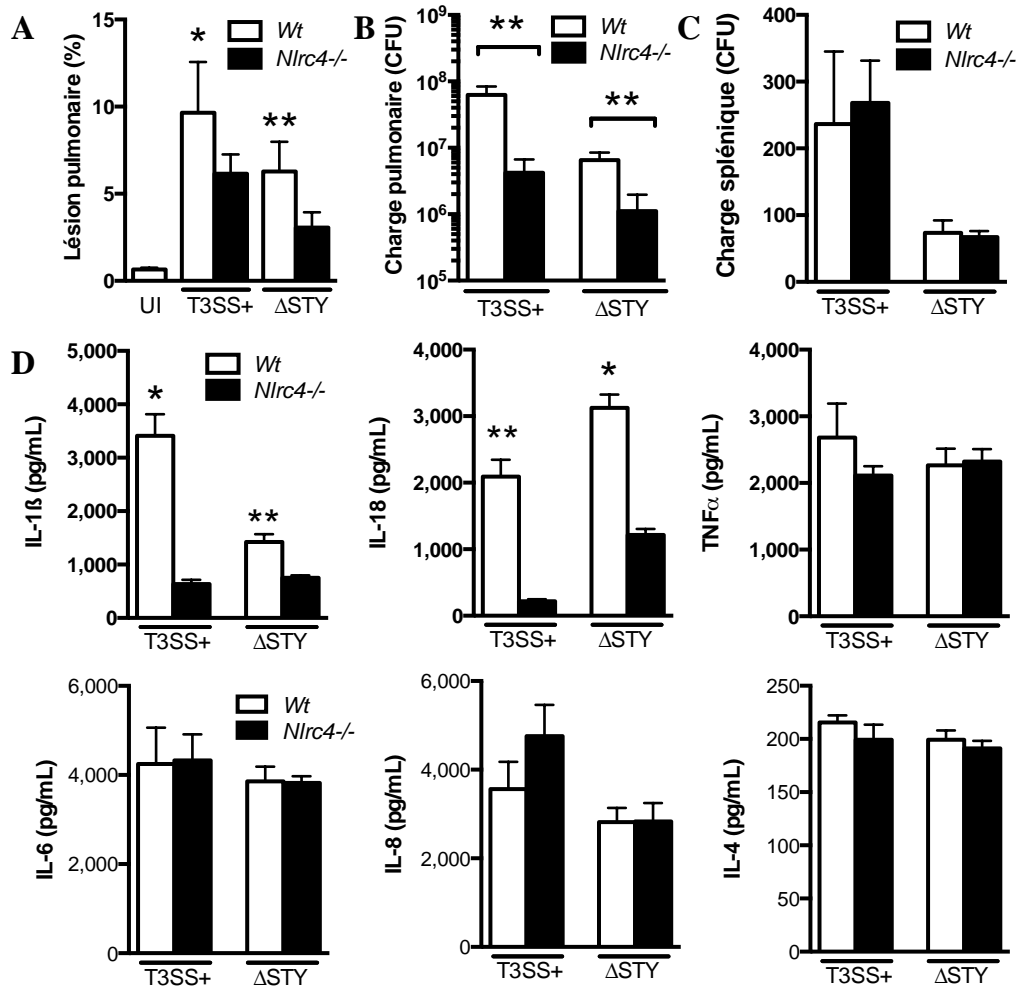 A
Lésion pulmonaire (%)
15
10
5
0
*
**
Wt
Nlrc4-/-
UI
T3SS+
ΔSTY
B
Charge pulmonaire (CFU)
10⁹
10⁸
10⁷
10⁶
10⁵
**
**
Wt
Nlrc4-/-
T3SS+
ΔSTY
C
Charge splénique (CFU)
400
300
200
100
0
Wt
Nlrc4-/-
T3SS+
ΔSTY
D
IL-1ß (pg/mL)
5,000
4,000
3,000
2,000
1,000
0
*
**
Wt
Nlrc4-/-
T3SS+
ΔSTY
IL-18 (pg/mL)
4,000
3,000
2,000
1,000
0
**
*
T3SS+
ΔSTY
TNFα (pg/mL)
4,000
3,000
2,000
1,000
0
T3SS+
ΔSTY
IL-6 (pg/mL)
6,000
4,000
2,000
0
Wt
Nlrc4-/-
T3SS+
ΔSTY
IL-8 (pg/mL)
6,000
4,000
2,000
0
T3SS+
ΔSTY
IL-4 (pg/mL)
250
200
150
100
50
0
T3SS+
ΔSTY